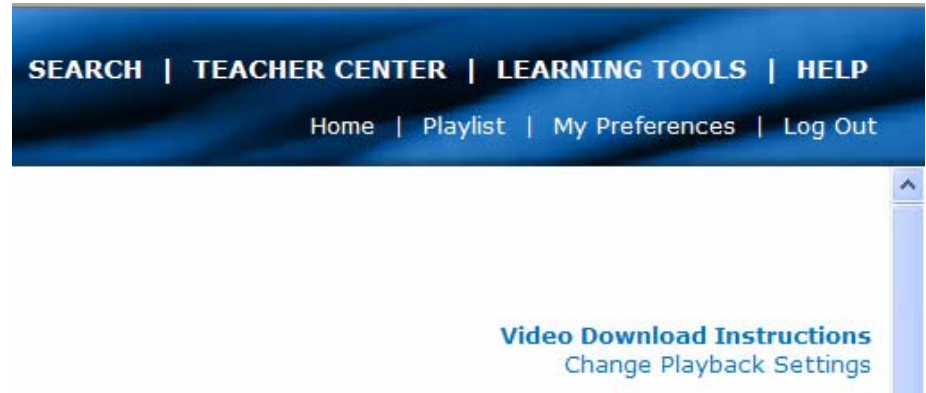 SEARCH | TEACHER CENTER | LEARNING TOOLS | HELP
Home | Playlist | My Preferences | Log Out
Video Download Instructions
Change Playback Settings